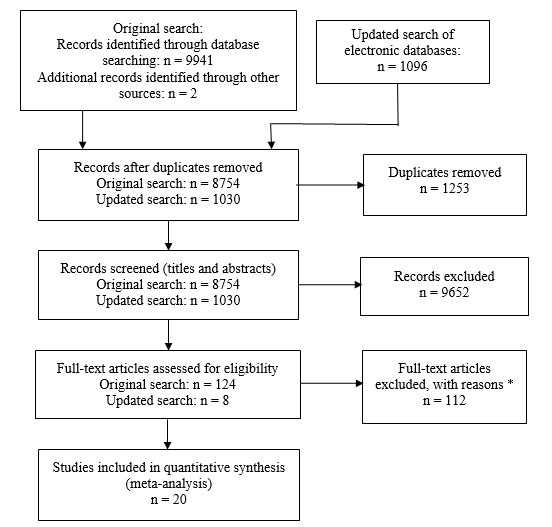 Original search:
Records identified through database
searching: n = 9941
Additional records identified through other
sources: n = 2
Updated search of
electronic databases:
n = 1096
Records after duplicates removed
Original search: n = 8754
Updated search: n = 1030
Duplicates removed
n = 1253
Records screened (titles and abstracts)
Original search: n = 8754
Updated search: n = 1030
Records excluded
n = 9652
Full-text articles assessed for eligibility
Original search: n = 124
Updated search: n = 8
Full-text articles
excluded, with reasons *
n = 112
Studies included in quantitative synthesis
(meta-analysis)
n = 20